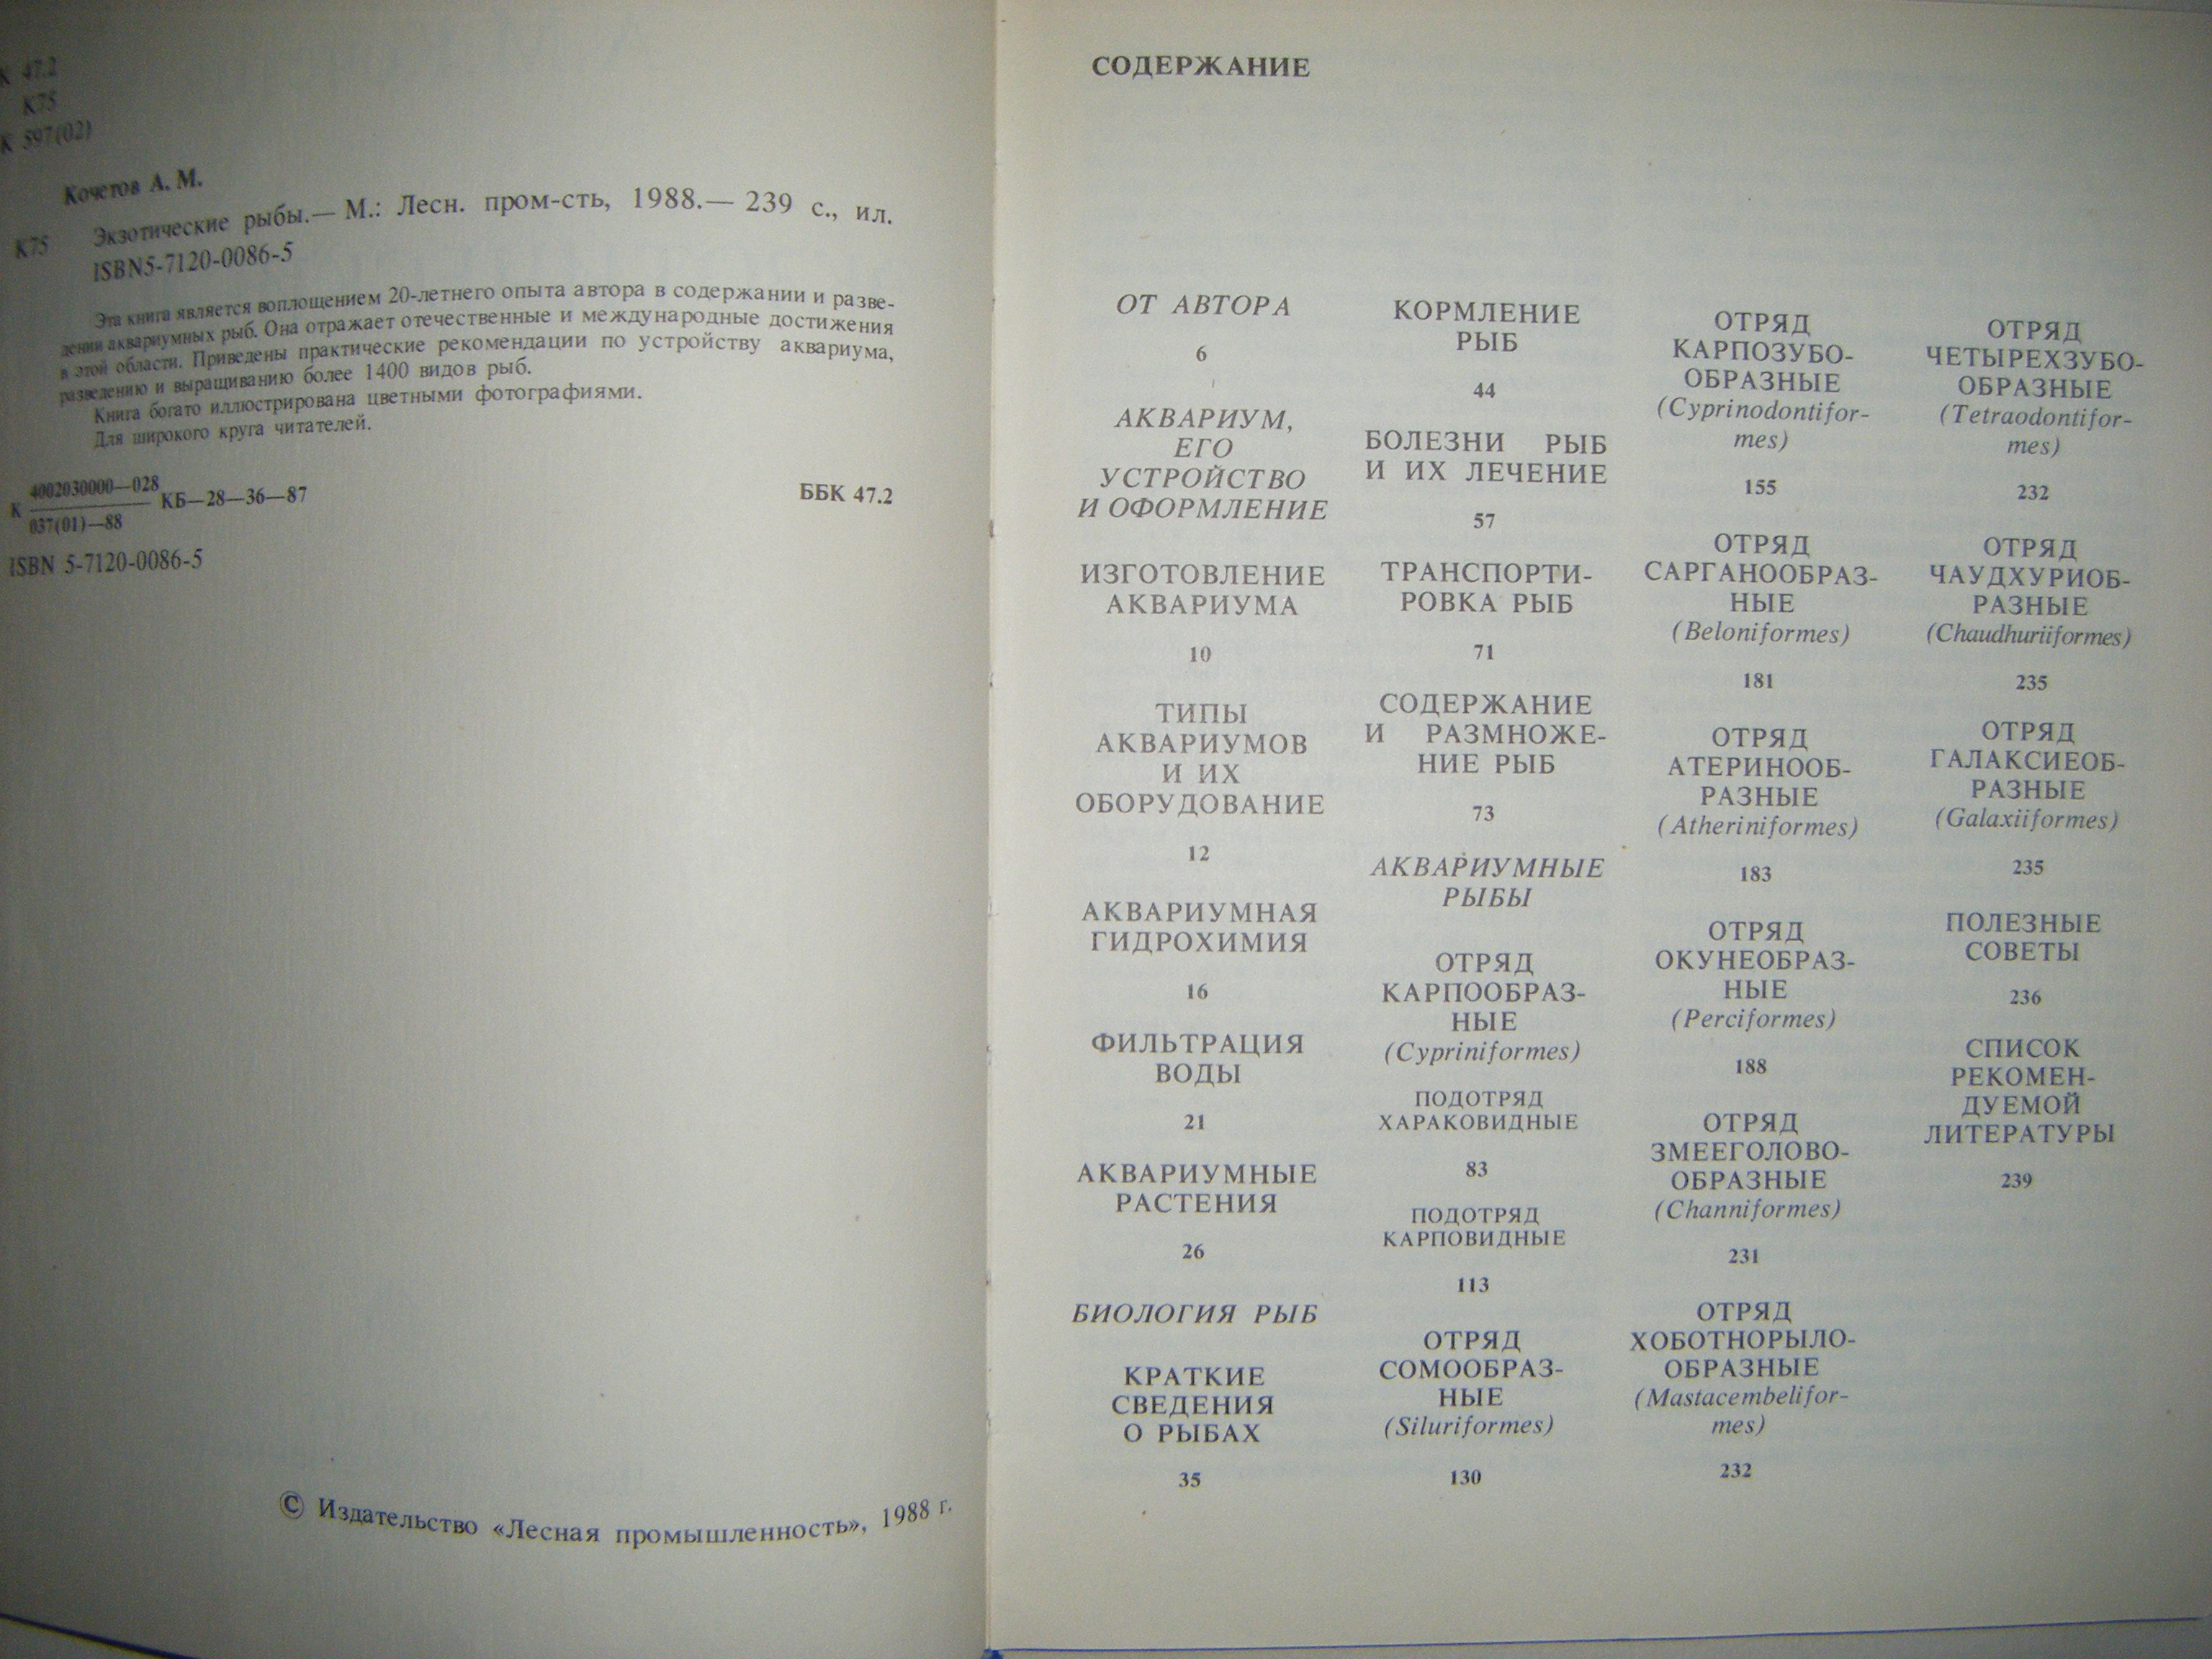 К 47.2
К75
К 597(02)
Кочетов А. М.
К75 Экзотические рыбы.— М.: Лесн. пром-сть, 1988.— 239 с., ил.
ISBN5-7120-0086-5
Эта книга является воплощением 20-летнего опыта автора в содержании и разве-
дении аквариумных рыб. Она отражает отечественные и международные достижения
в этой области. Приведены практические рекомендации по устройству аквариума,
разведению и выращиванию более 1400 видов рыб.
Книга богато иллюстрирована цветными фотографиями.
Для широкого круга читателей.
4002030000—028
К КБ—28—36—87 ББК 47.2
037(01)—88
ISBN 5-7120-0086-5
© Издательство «Лесная промышленность», 1988 г.
СОДЕРЖАНИЕ
ОТ АВТОРА
6
АКВАРИУМ,
ЕГО
УСТРОЙСТВО
И ОФОРМЛЕНИЕ
ИЗГОТОВЛЕНИЕ
АКВАРИУМА
10
ТИПЫ
АКВАРИУМОВ
И ИХ
ОБОРУДОВАНИЕ
12
АКВАРИУМНАЯ
ГИДРОХИМИЯ
16
ФИЛЬТРАЦИЯ
ВОДЫ
21
АКВАРИУМНЫЕ
РАСТЕНИЯ
26
БИОЛОГИЯ РЫБ
КРАТКИЕ
СВЕДЕНИЯ
О РЫБАХ
35
КОРМЛЕНИЕ
РЫБ
44
БОЛЕЗНИ РЫБ
И ИХ ЛЕЧЕНИЕ
57
ТРАНСПОРТИ-
РОВКА РЫБ
71
СОДЕРЖАНИЕ
И РАЗМНОЖЕ-
НИЕ РЫБ
73
АКВАРИУМНЫЕ
РЫБЫ
ОТРЯД
КАРПООБРАЗ-
НЫЕ
(Cypriniformes)
ПОДОТРЯД
ХАРАКОВИДНЫЕ
83
ПОДОТРЯД
КАРПОВИДНЫЕ
113
ОТРЯД
СОМООБРАЗ-
НЫЕ
(Siluriformes)
130
ОТРЯД
КАРПОЗУБО-
ОБРАЗНЫЕ
(Cyprinodontifor-
mes)
155
ОТРЯД
САРГАНООБРАЗ-
НЫЕ
(Beloniformes)
181
ОТРЯД
АТЕРИНООБ-
РАЗНЫЕ
(Atheriniformes)
183
ОТРЯД
ОКУНЕОБРАЗ-
НЫЕ
(Perciformes)
188
ОТРЯД
ЗМЕЕГОЛОВО-
ОБРАЗНЫЕ
(Channiformes)
231
ОТРЯД
ХОБОТНОРЫЛО-
ОБРАЗНЫЕ
(Mastacembelifor-
mes)
232
ОТРЯД
ЧЕТЫРЕХЗУБО-
ОБРАЗНЫЕ
(Tetraodontifor-
mes)
232
ОТРЯД
ЧАУДХУРИОБ-
РАЗНЫЕ
(Chaudhuriiformes)
235
ОТРЯД
ГАЛАКСИЕОБ-
РАЗНЫЕ
(Galaxiiformes)
235
ПОЛЕЗНЫЕ
СОВЕТЫ
236
СПИСОК
РЕКОМЕН-
ДУЕМОЙ
ЛИТЕРАТУРЫ
239